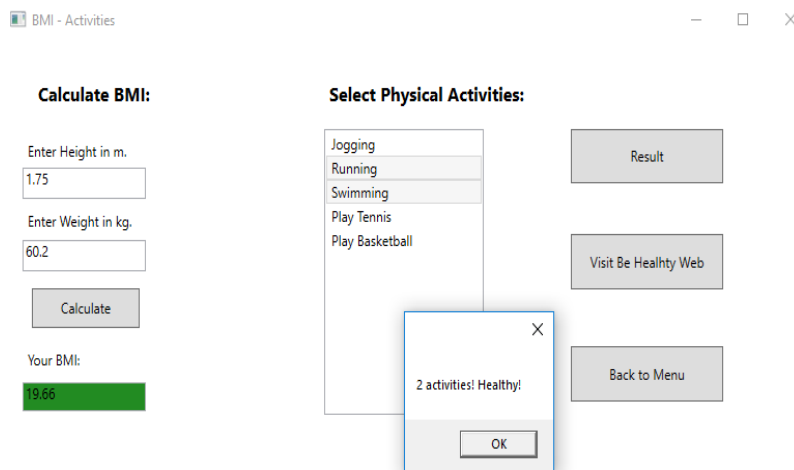 BMI - Activities
Calculate BMI:
Enter Height in m.
1.75
Enter Weight in kg.
60.2
Calculate
Your BMI:
19.66
Select Physical Activities:
Jogging
Running
Swimming
Play Tennis
Play Basketball
Result
Visit Be Healhty Web
Back to Menu
2 activities! Healthy!
OK